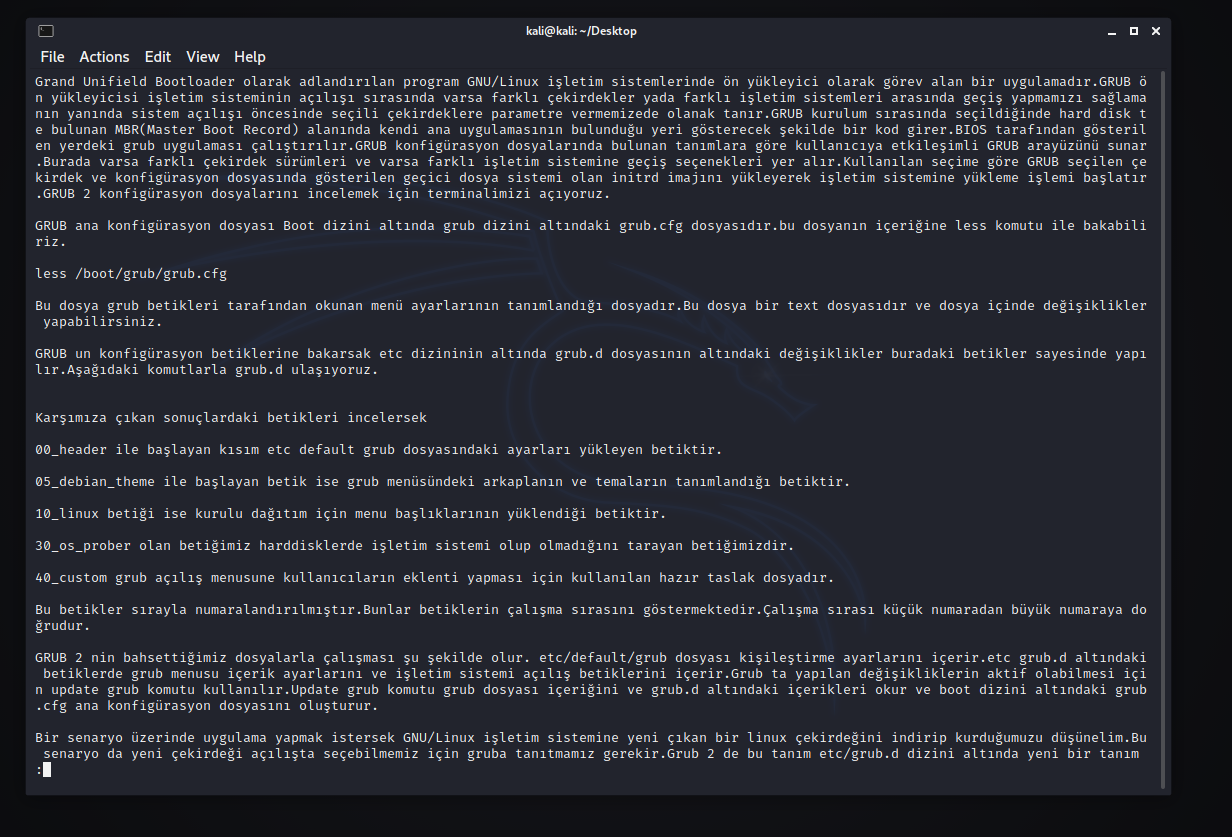 kali@kali: ~/Desktop
File Actions Edit View Help
Grand Unifield Bootloader olarak adlandırılan program GNU/Linux işletim sistemlerinde ön yükleyici olarak görev alan bir uygulamadır.GRUB ö
n yükleyicisi işletim sisteminin açılışı sırasında varsa farklı çekirdekler yada farklı işletim sistemleri arasında geçiş yapmamızı sağlama
nın yanında sistem açılışı öncesinde seçili çekirdeklere parametre vermemizede olanak tanır.GRUB kurulum sırasında seçildiğinde hard disk t
e bulunan MBR(Master Boot Record) alanında kendi ana uygulamasının bulunduğu yeri gösterecek şekilde bir kod girer.BIOS tarafından gösteril
en yerdeki grub uygulaması çalıştırılır.GRUB konfigürasyon dosyalarında bulunan tanımlara göre kullanıcıya etkileşimli GRUB arayüzünü sunar
.Burada varsa farklı çekirdek sürümleri ve varsa farklı işletim sistemine geçiş seçenekleri yer alır.Kullanılan seçime göre GRUB seçilen çe
kirdek ve konfigürasyon dosyasında gösterilen geçici dosya sistemi olan initrd imajını yükleyerek işletim sistemine yükleme işlemi başlatır
.GRUB 2 konfigürasyon dosyalarını incelemek için terminalimizi açıyoruz.
GRUB ana konfigürasyon dosyası Boot dizini altında grub dizini altındaki grub.cfg dosyasıdır.bu dosyanın içeriğine less komutu ile bakabili
riz.
less /boot/grub/grub.cfg
Bu dosya grub betikleri tarafından okunan menü ayarlarının tanımlandığı dosyadır.Bu dosya bir text dosyasıdır ve dosya içinde değişiklikler
yapabilirsiniz.
GRUB un konfigürasyon betiklerine bakarsak etc dizininin altında grub.d dosyasının altındaki değişiklikler buradaki betikler sayesinde yapı
lır.Aşağıdaki komutlarla grub.d ulaşıyoruz.
Karşımıza çıkan sonuçlardaki betikleri incelersek
00_header ile başlayan kısım etc default grub dosyasındaki ayarları yükleyen betiktir.
05_debian_theme ile başlayan betik ise grub menüsündeki arkaplanın ve temaların tanımlandığı betiktir.
10_linux betiği ise kurulu dağıtım için menu başlıklarının yüklendiği betiktir.
30_os_prober olan betiğimiz harddisklerde işletim sistemi olup olmadığını tarayan betiğimizdir.
40_custom grub açılış menusune kullanıcıların eklenti yapması için kullanılan hazır taslak dosyadır.
Bu betikler sırayla numaralandırılmıştır.Bunlar betiklerin çalışma sırasını göstermektedir.Çalışma sırası küçük numaradan büyük numaraya do
ğrudur.
GRUB 2 nin bahsettiğimiz dosyalarla çalışması şu şekilde olur. etc/default/grub dosyası kişileştirme ayarlarını içerir.etc grub.d altındaki
betiklerde grub menusu içerik ayarlarını ve işletim sistemi açılış betiklerini içerir.Grub ta yapılan değişikliklerin aktif olabilmesi içi
n update grub komutu kullanılır.Update grub komutu grub dosyası içeriğini ve grub.d altındaki içerikleri okur ve boot dizini altındaki grub
.cfg ana konfigürasyon dosyasını oluşturur.
Bir senaryo üzerinde uygulama yapmak istersek GNU/Linux işletim sistemine yeni çıkan bir linux çekirdeğini indirip kurduğumuzu düşünelim.Bu
senaryo da yeni çekirdeği açılışta seçebilmemiz için gruba tanıtmamız gerekir.Grub 2 de bu tanım etc/grub.d dizini altında yeni bir tanım
: